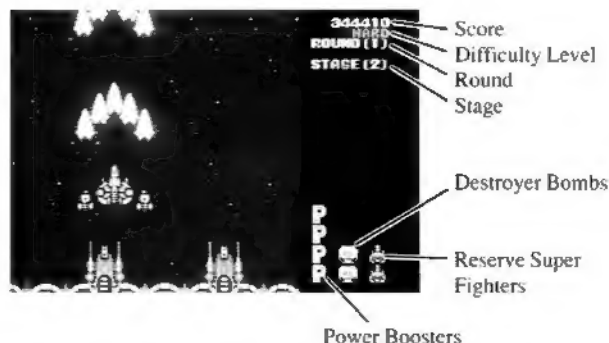 344410
HARD
ROUND(1)
STAGE(2)
Score
Difficulty Level
Round
Stage
Destroyer Bombs
Reserve Super
Fighters
Power Boosters
P
P
P
P